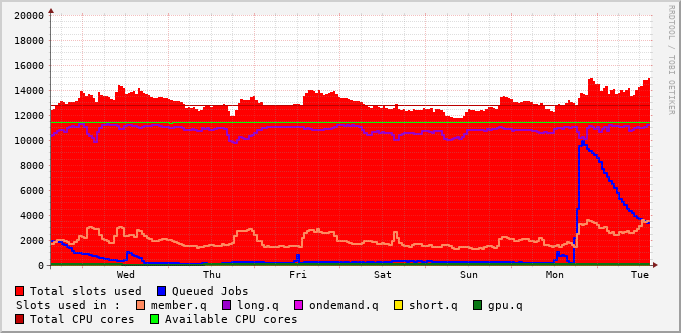 20000
18000
16000
14000
12000
10000
8000
6000
4000
2000
0
Wed Thu Fri Sat Sun Mon Tue
RRDTOOL / TOBI OETIKER
Total slots used Queued Jobs
Slots used in : member.q long.q ondemand.q short.q gpu.q
Total CPU cores Available CPU cores